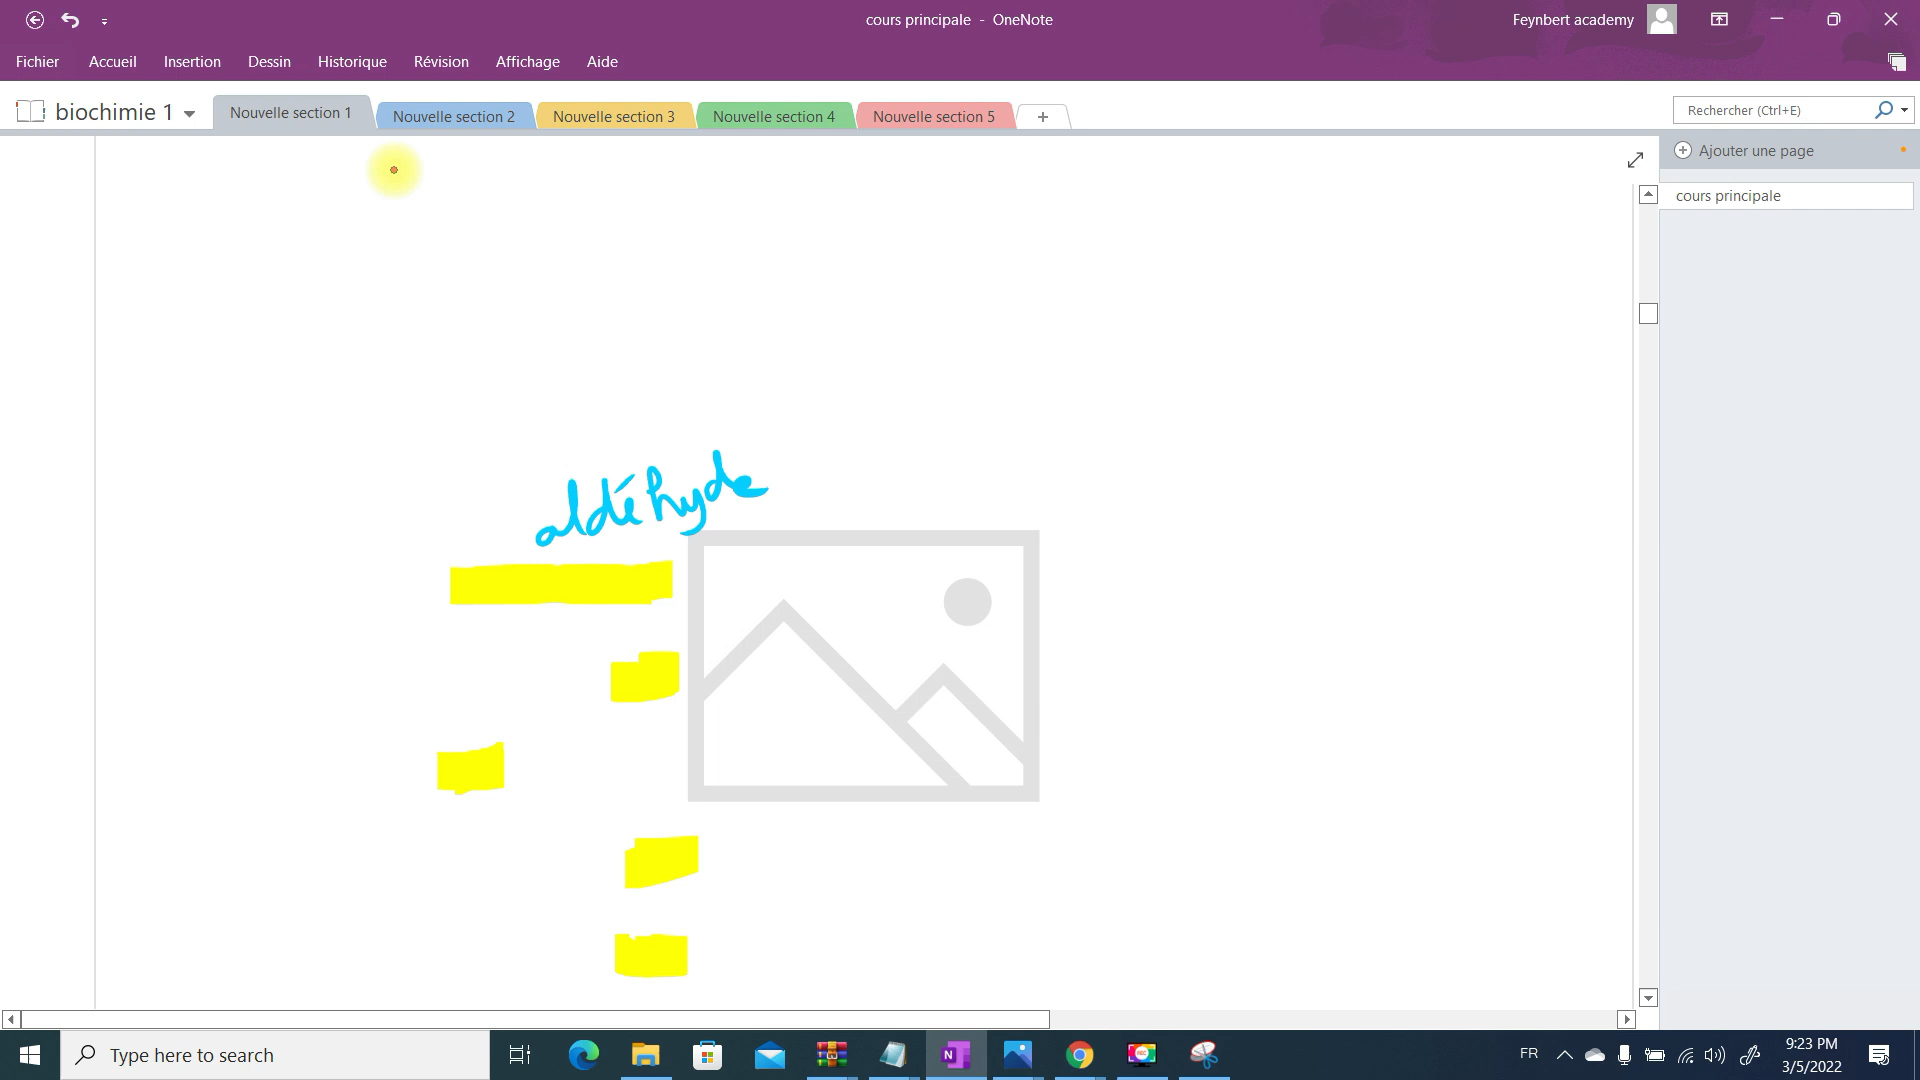 cours principale - OneNote
Feynbert academy
Fichier Accueil Insertion Dessin Historique Révision Affichage Aide
biochimie 1
Nouvelle section 1 Nouvelle section 2 Nouvelle section 3 Nouvelle section 4 Nouvelle section 5 +
Rechercher (Ctrl+E)
Ajouter une page
cours principale
aldéhyde
Type here to search
FR
9:23 PM
3/5/2022